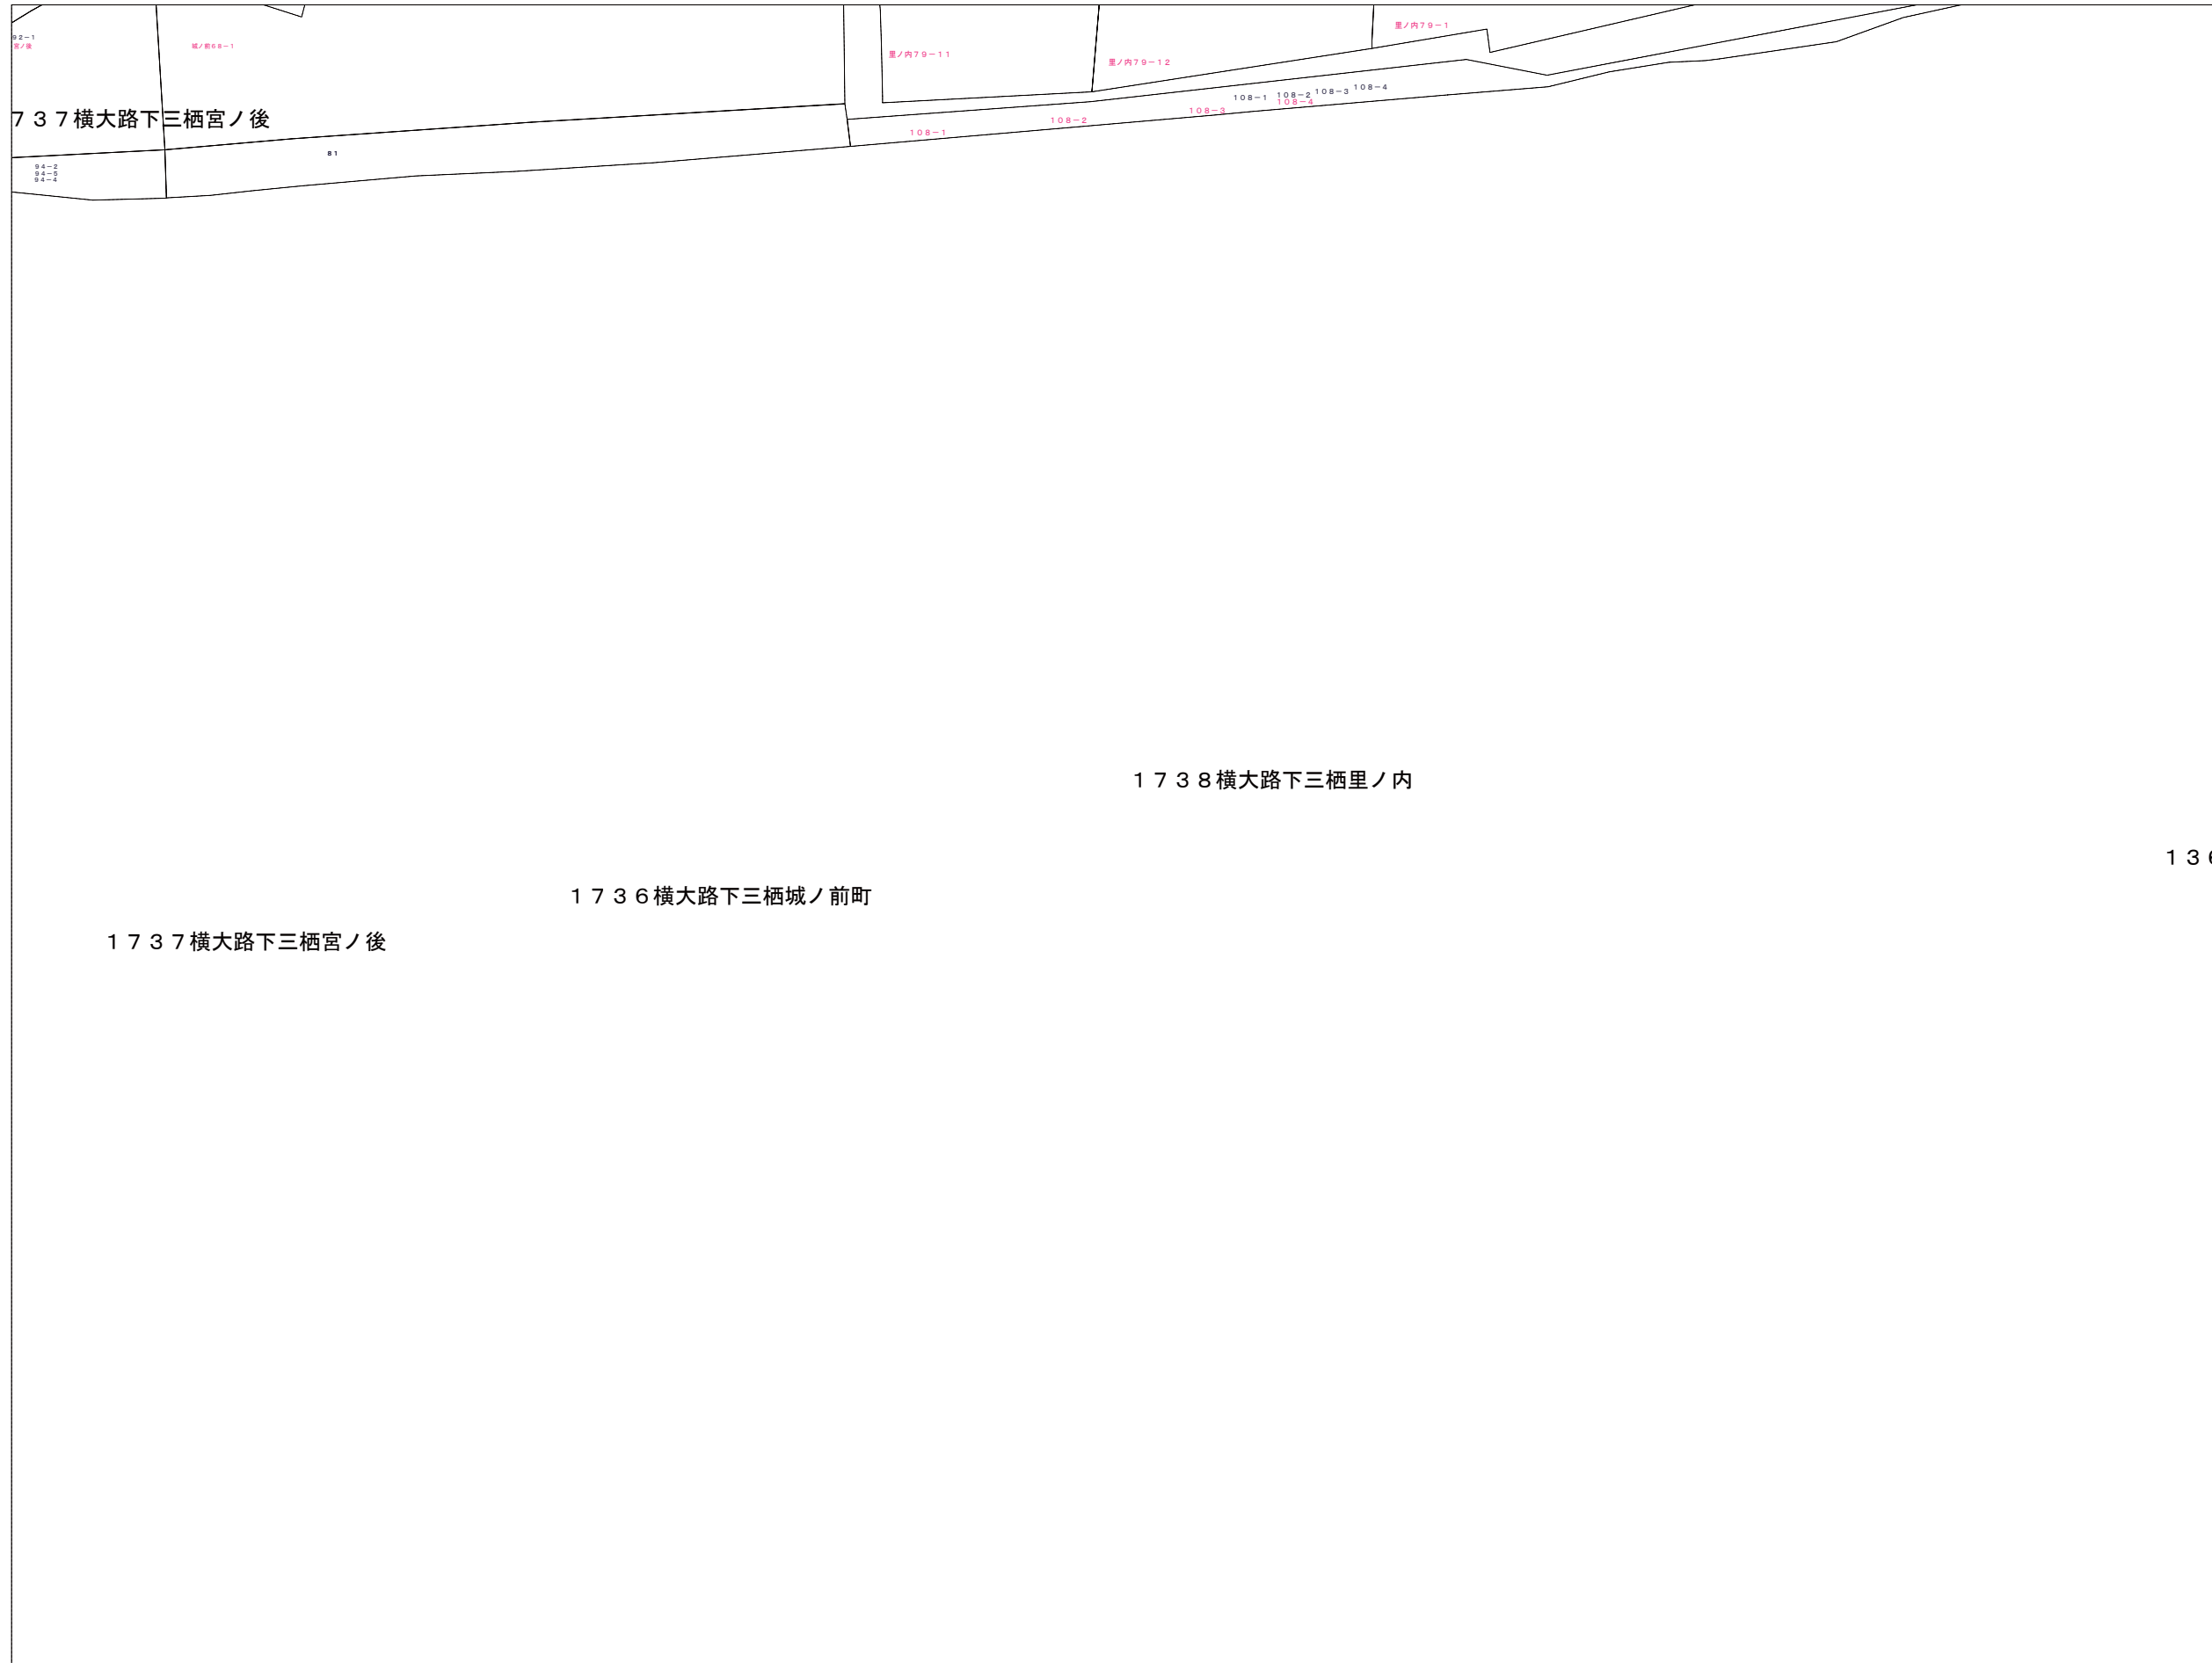 里ノ内７９－１
９２－１
宮ノ後
城ノ前６８－１
里ノ内７９－１１
里ノ内７９－１２
１０８－１
１０８－２
１０８－３
１０８－４
１０８－１
１０８－２
１０８－３
１０８－４
７３７横大路下三栖宮ノ後
８１
９４－２
９４－５
９４－４
１７３８横大路下三栖里ノ内
１３６
１７３６横大路下三栖城ノ前町
１７３７横大路下三栖宮ノ後